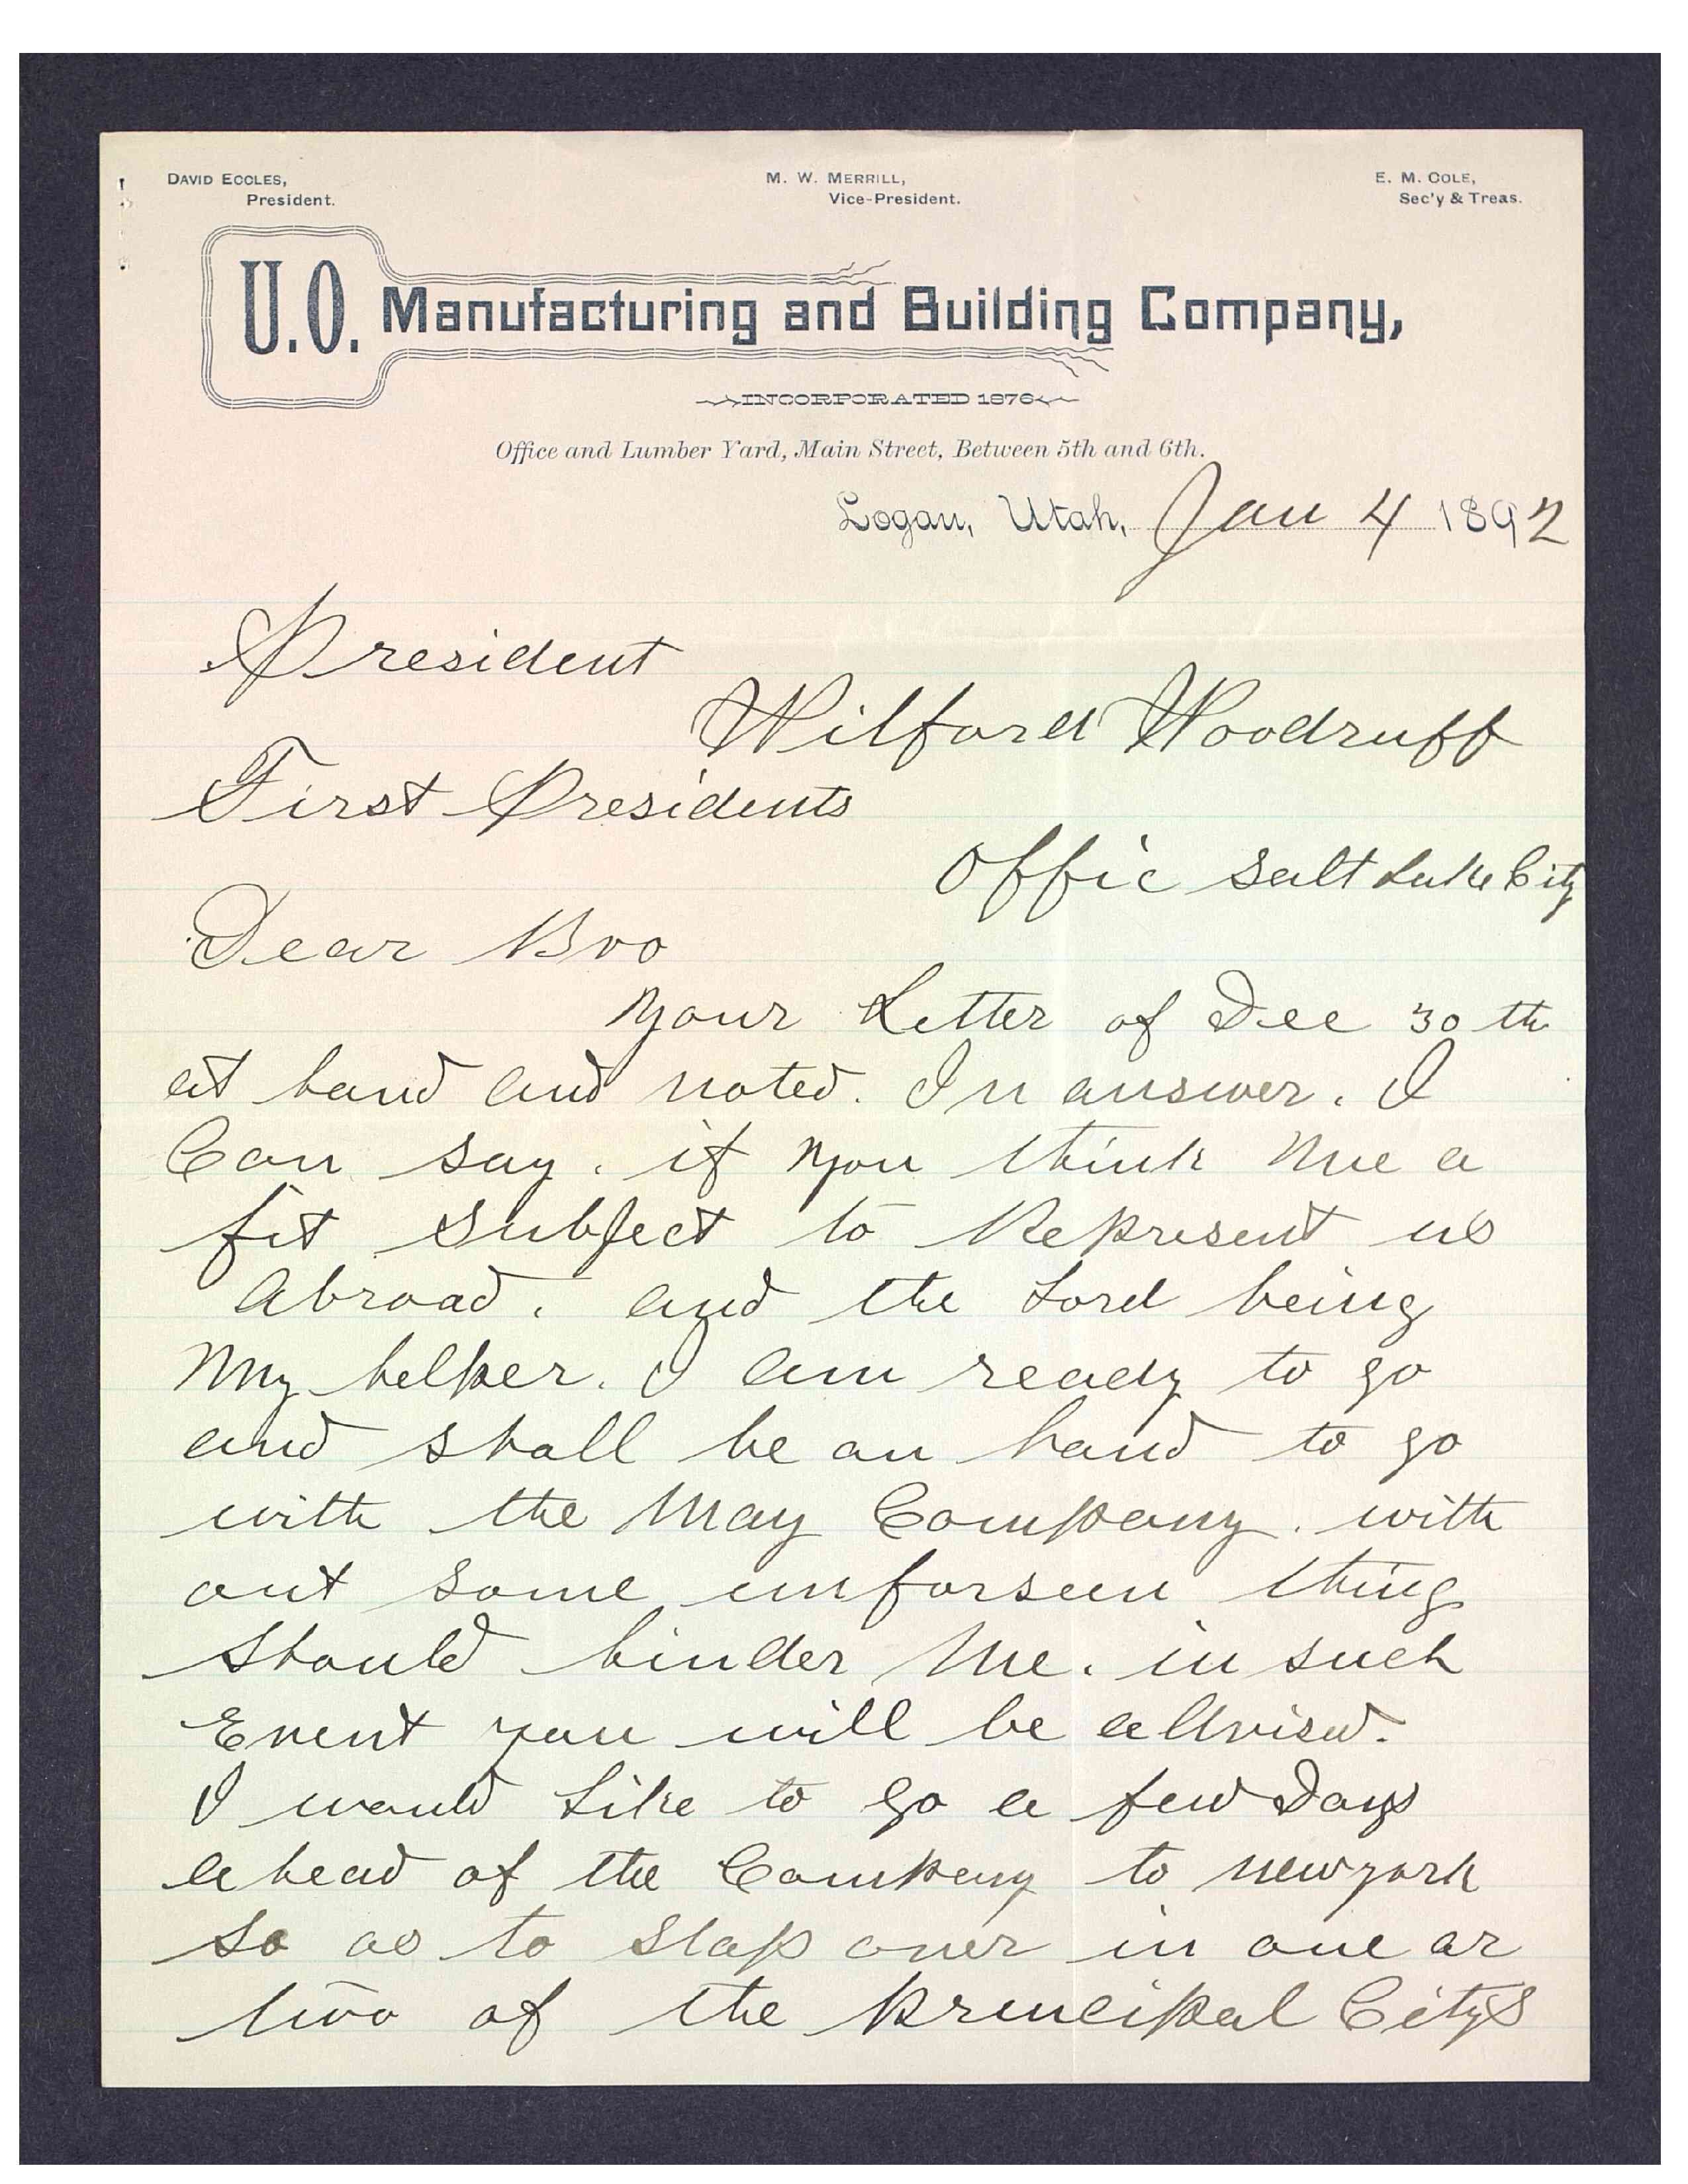 DAVID ECCLES,
President.
M. W. MERRILL,
Vice-President.
E. M. COLE,
Sec'y & Treas.
U.O. Manufacturing and Building Company,
INCORPORATED 1876
Office and Lumber Yard, Main Street, Between 5th and 6th.
Logan, Utah, Jan 4 1892
President
Wilford Woodruff
First Presidents
Offic Salt Lake City
Dear Bro
Your Letter of Dec 30th
at hand and noted. In answer. I
Can say. if you think Me a
fit subject to Represent us
Abroad. and the Lord being
My helper. I am ready to go
and shall be on hand to go
with the May Company. with
out some unforseen thing
should hinder Me. in such
Event you will be advised.
I would Like to go a few Days
ahead of the Company to newyork
so as to stop over in one or
two of the principal Citys